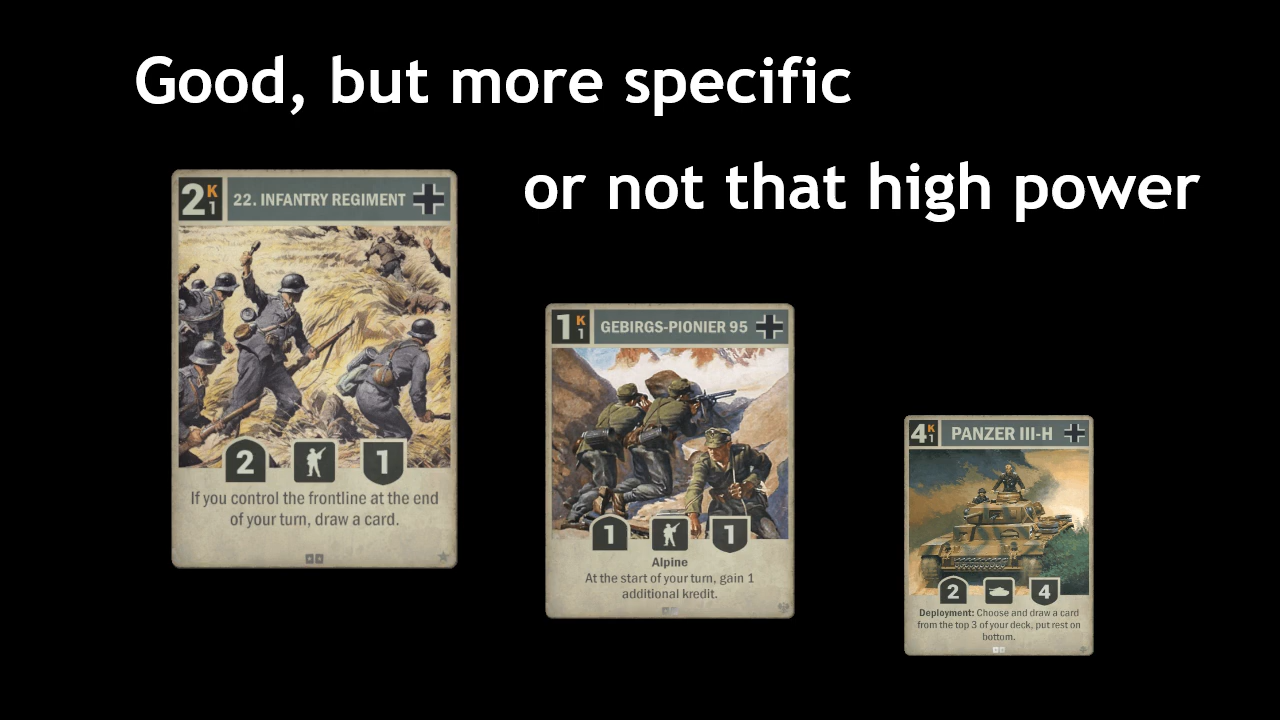 Good, but more specific
or not that high power
2K 1 22. INFANTRY REGIMENT
2 1
If you control the frontline at the end
of your turn, draw a card.
1K 1 GEBIRGS-PIONIER 95
1 1
Alpine
At the start of your turn, gain 1
additional kredit.
4K 1 PANZER III-H
2 4
Deployment: Choose and draw a card
from the top 3 of your deck, put rest on
bottom.